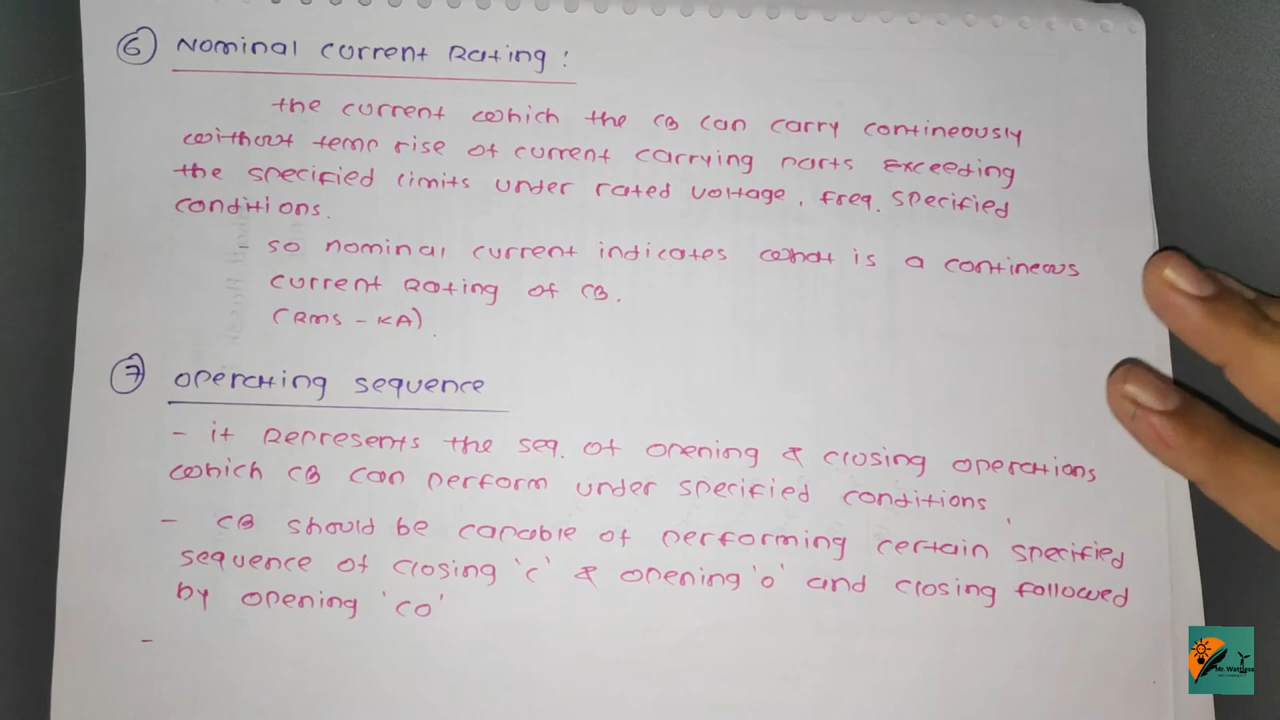 6 Nominal Current Rating :
the current which the CB can carry contineously
without temp rise of current carrying parts exceeding
the specified limits under rated voltage, freq. specified
conditions.
- so nominal current indicates what is a contineous
current Rating of CB.
(RMS - KA)
7 operating sequence
- it Represents the seq. of opening & closing operations
which CB can perform under specified conditions,
- CB should be capable of performing certain specified
sequence of closing 'c' & opening 'o' and closing followed
by opening 'co'
-
Mr. Wattless